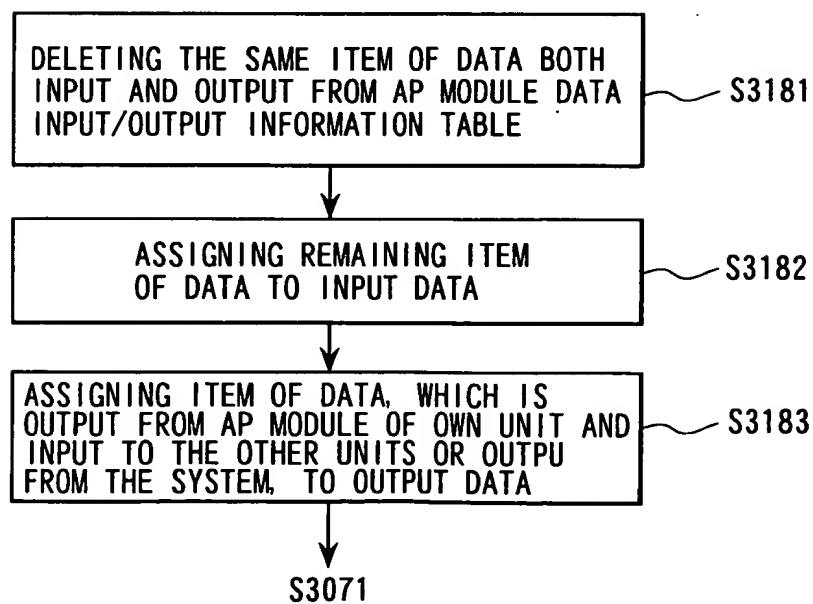 DELETING THE SAME ITEM OF DATA BOTH
INPUT AND OUTPUT FROM AP MODULE DATA
INPUT/OUTPUT INFORMATION TABLE
S3181
ASSIGNING REMAINING ITEM
OF DATA TO INPUT DATA
S3182
ASSIGNING ITEM OF DATA, WHICH IS
OUTPUT FROM AP MODULE OF OWN UNIT AND
INPUT TO THE OTHER UNITS OR OUTPU
FROM THE SYSTEM, TO OUTPUT DATA
S3183
S3071